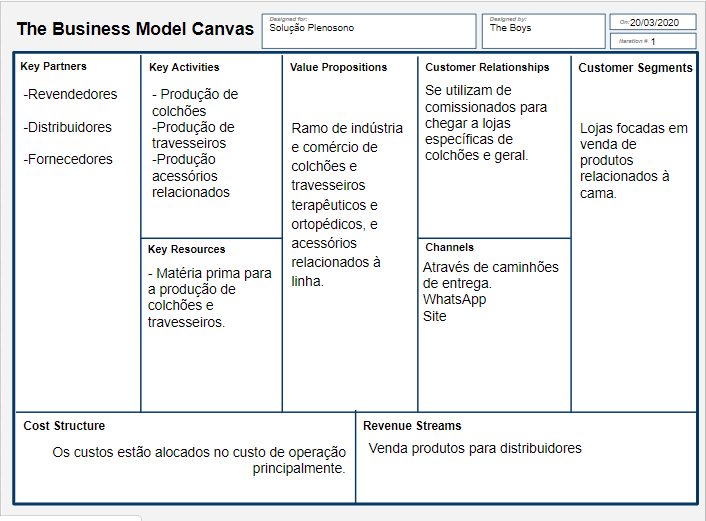 The Business Model Canvas
Designed for:
Solução Plenosono
Designed by:
The Boys
On: 20/03/2020
Iteration # 1
Key Partners
-Revendedores
-Distribuidores
-Fornecedores
Key Activities
- Produção de
colchões
-Produção de
travesseiros
-Produção
acessórios
relacionados
Key Resources
- Matéria prima para
a produção de
colchões e
travesseiros.
Value Propositions
Ramo de indústria
e comércio de
colchões e
travesseiros
terapêuticos e
ortopédicos, e
acessórios
relacionados à
linha.
Customer Relationships
Se utilizam de
comissionados para
chegar a lojas
específicas de
colchões e geral.
Channels
Através de caminhões
de entrega.
WhatsApp
Site
Customer Segments
Lojas focadas em
venda de
produtos
relacionados à
cama.
Cost Structure
Os custos estão alocados no custo de operação
principalmente.
Revenue Streams
Venda produtos para distribuidores